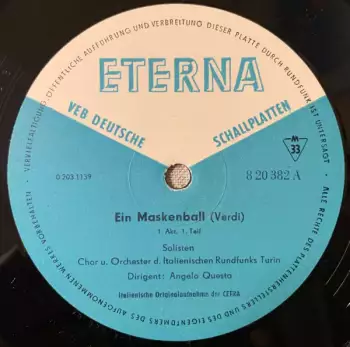 VERVIELFÄLTIGUNG, ÖFFENTLICHE AUFFÜHRUNG UND VERBREITUNG DIESER PLATTE DURCH RUNDFUNK IST UNTERSAGT • ALLE RECHTE DES PLATTENHERSTELLERS UND DES EIGENTÜMERS DES AUFGENOMMENEN WERKES VORBEHALTEN •
ETERNA
VEB DEUTSCHE SCHALLPLATTEN
M
33
0 203 1159
8 20 382 A
Ein Maskenball (Verdi)
1. Akt, 1. Teil
Solisten
Chor u. Orchester d. Italienischen Rundfunks Turin
Dirigent: Angelo Questa
Italienische Originalaufnahme der CETRA